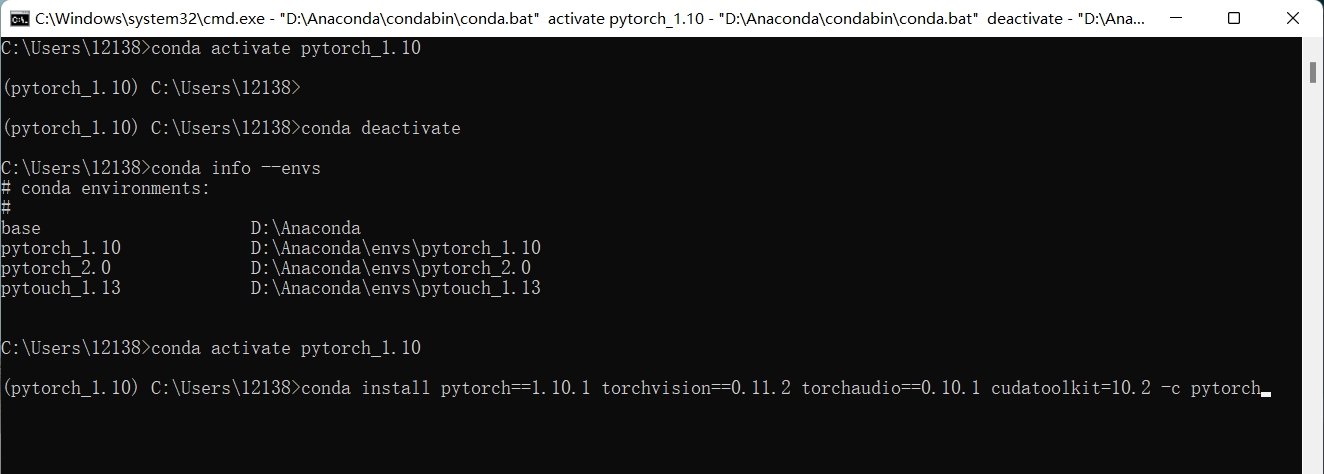 C:\Windows\system32\cmd.exe - "D:\Anaconda\condabin\conda.bat"  activate pytorch_1.10 - "D:\Anaconda\condabin\conda.bat"  deactivate - "D:\Ana...
C:\Users\12138>conda activate pytorch_1.10
(pytorch_1.10) C:\Users\12138>
(pytorch_1.10) C:\Users\12138>conda deactivate
C:\Users\12138>conda info --envs
# conda environments:
#
base                     D:\Anaconda
pytorch_1.10             D:\Anaconda\envs\pytorch_1.10
pytorch_2.0              D:\Anaconda\envs\pytorch_2.0
pytouch_1.13             D:\Anaconda\envs\pytouch_1.13
C:\Users\12138>conda activate pytorch_1.10
(pytorch_1.10) C:\Users\12138>conda install pytorch==1.10.1 torchvision==0.11.2 torchaudio==0.10.1 cudatoolkit=10.2 -c pytorch